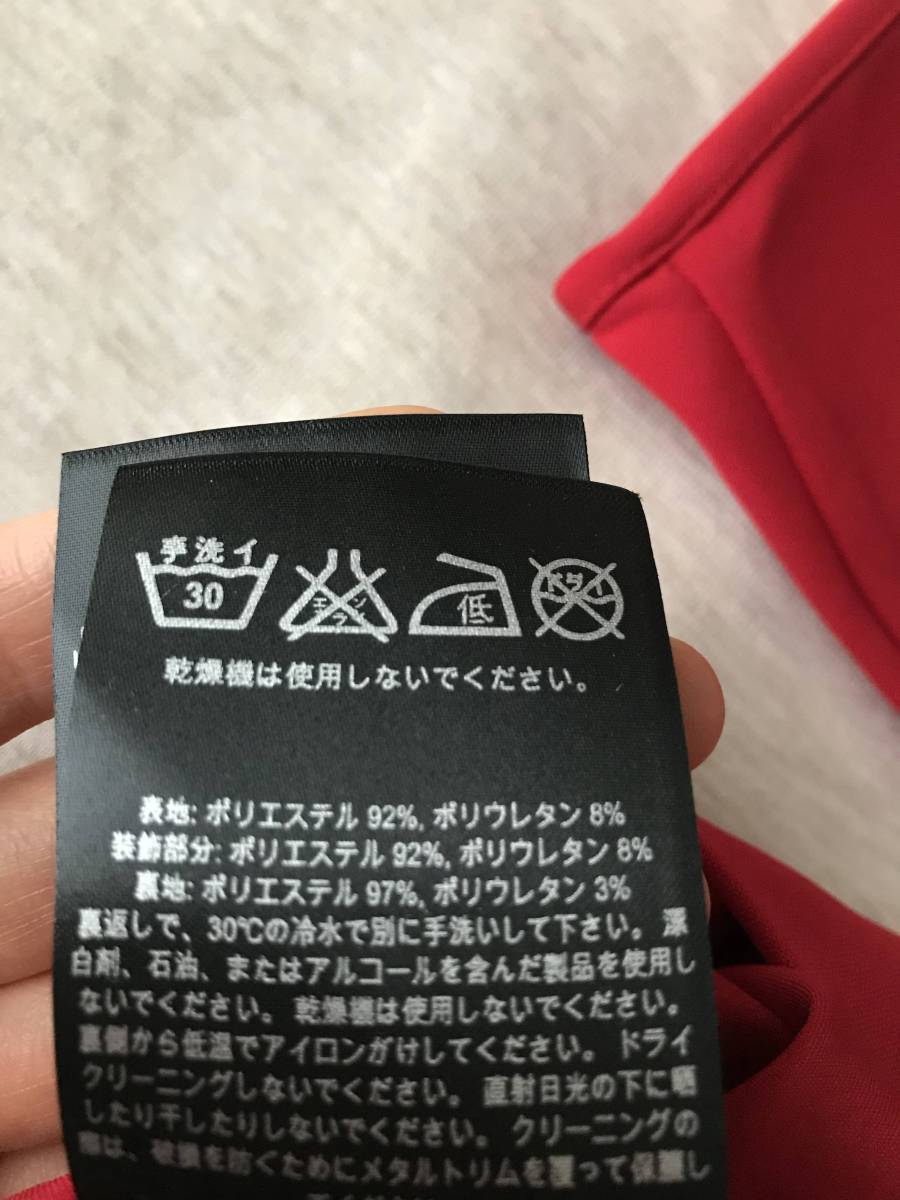 手洗イ
30
エンソラ
低
ドライ
乾燥機は使用しないでください。
表地: ポリエステル 92%, ポリウレタン 8%
装飾部分: ポリエステル 92%, ポリウレタン 8%
裏地: ポリエステル 97%, ポリウレタン 3%
裏返しで、30℃の冷水で別に手洗いして下さい。 漂
白剤、石油、またはアルコールを含んだ製品を使用し
ないでください。 乾燥機は使用しないでください。
裏側から低温でアイロンがけしてください。 ドライ
クリーニングしないでください。 直射日光の下に晒
したり干したりしないでください。 クリーニングの
際は、破損を防ぐためにメタルトリムを覆って保護し